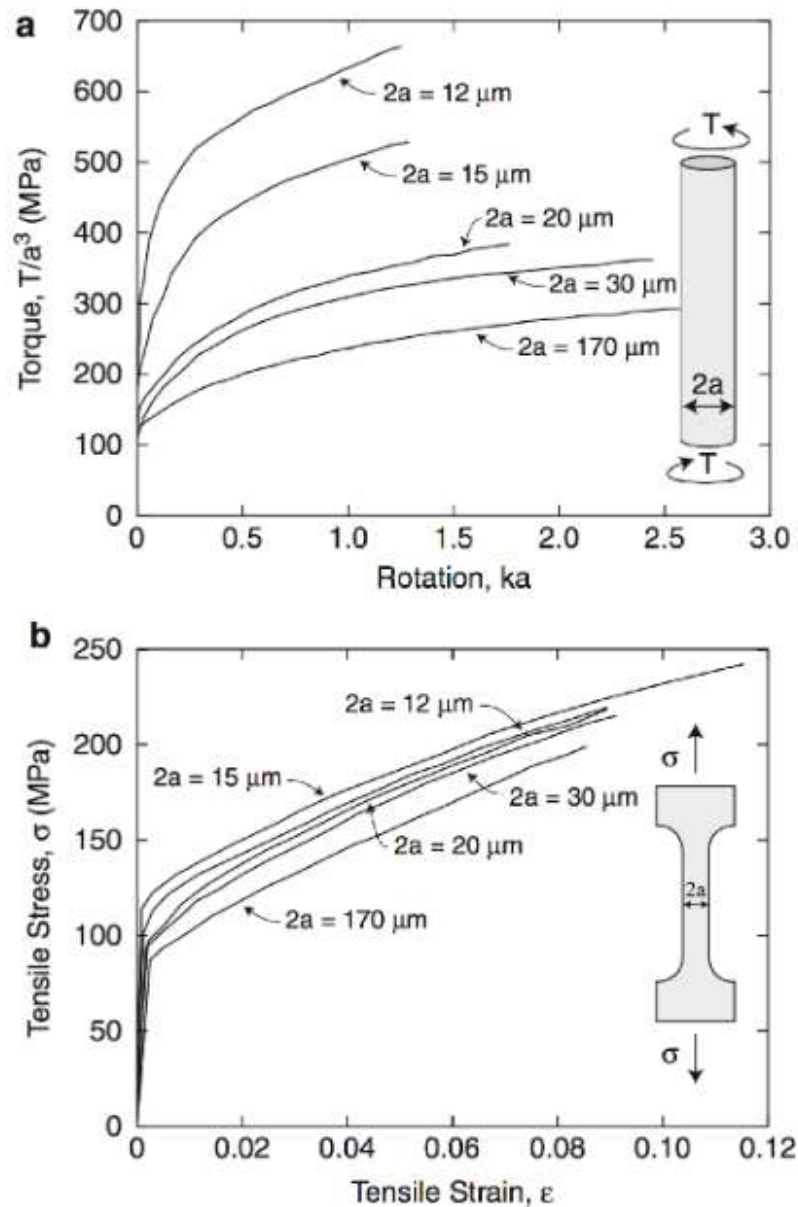 a
700
600
500
400
300
200
100
0
Torque, T/a³ (MPa)
2a = 12 μm
2a = 15 μm
2a = 20 μm
2a = 30 μm
2a = 170 μm
T
2a
T
0 0.5 1.0 1.5 2.0 2.5 3.0
Rotation, ka
b
250
200
150
100
50
0
Tensile Stress, σ (MPa)
2a = 12 μm
2a = 15 μm
2a = 30 μm
2a = 20 μm
2a = 170 μm
σ
2a
σ
0 0.02 0.04 0.06 0.08 0.10 0.12
Tensile Strain, ε